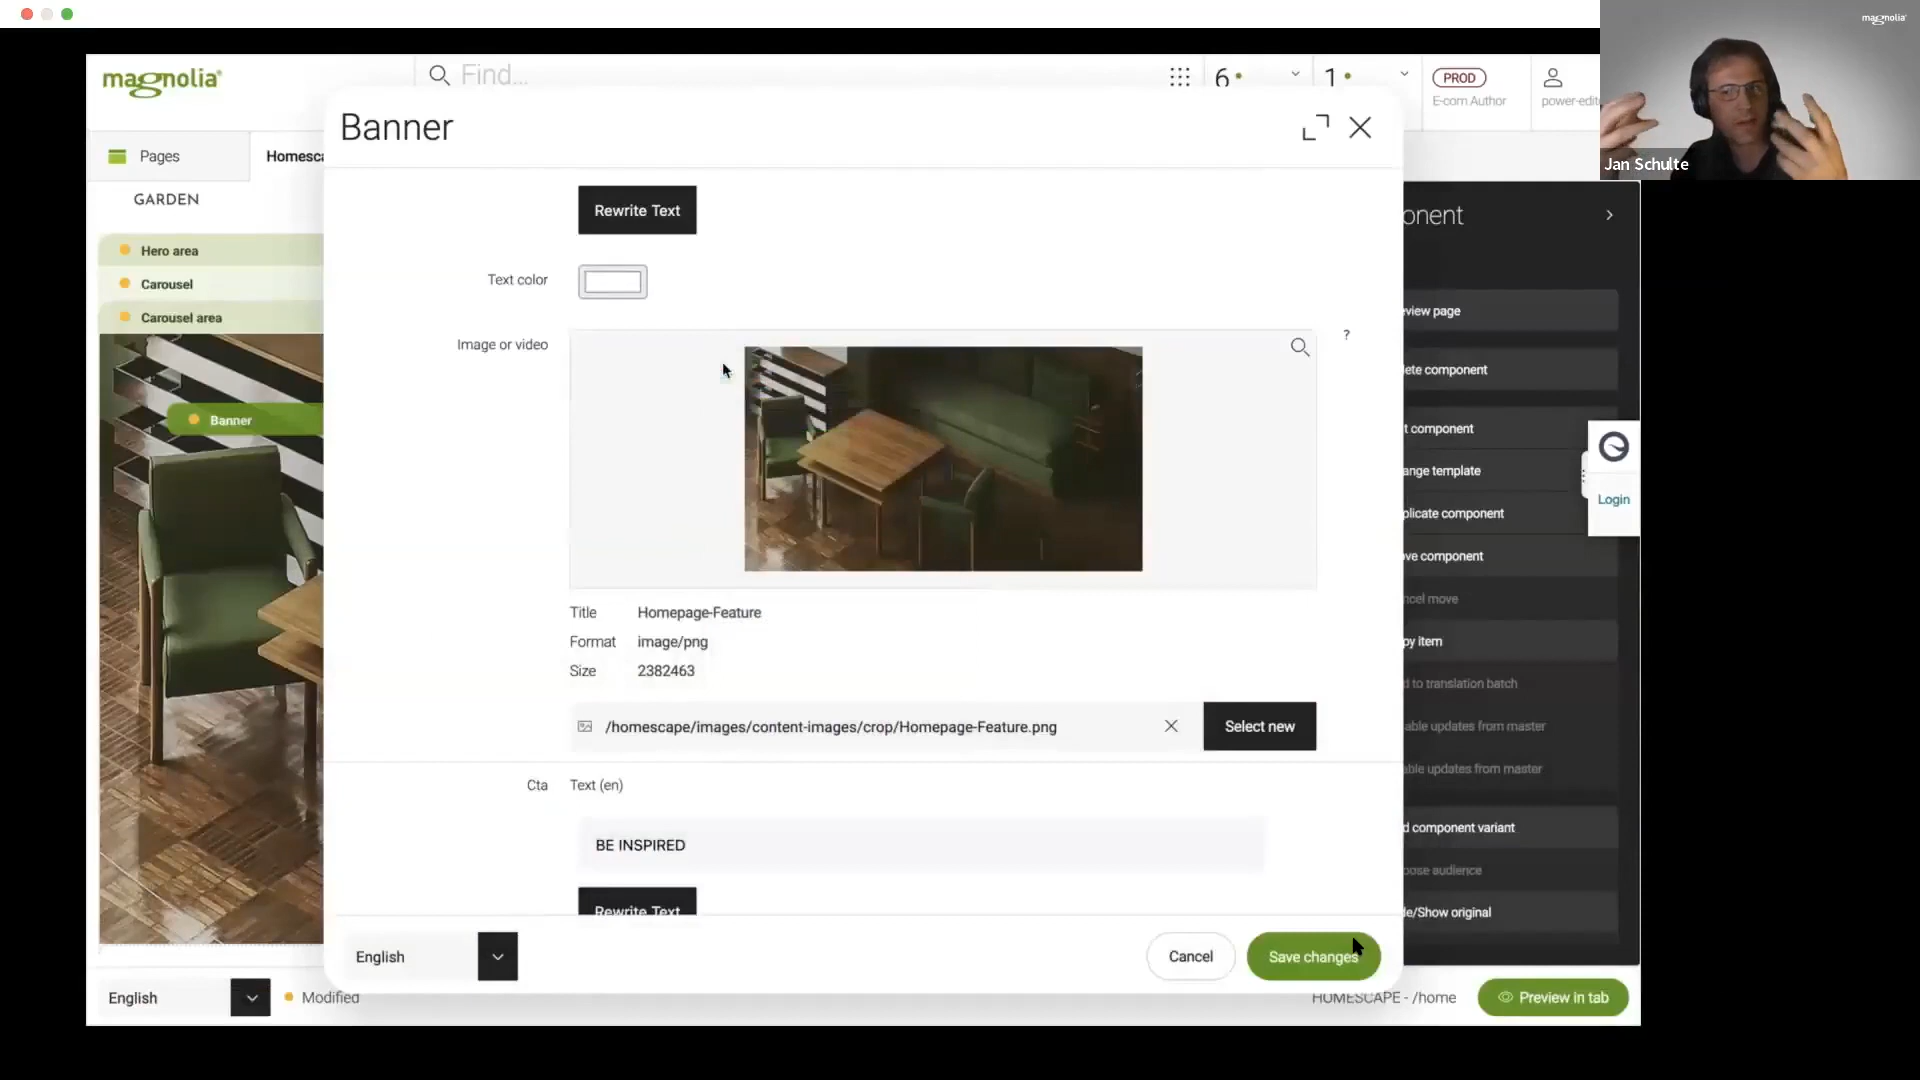 magnolia
magnolia
Find...
6
1
PROD
E-com Author
power-edit
Banner
Pages
Homesca
Jan Schulte
GARDEN
Rewrite Text
onent
Hero area
Text color
Carousel
Carousel area
view page
Image or video
?
lete component
Banner
t component
ange template
Login
plicate component
ve component
ncel move
Title Homepage-Feature
Format image/png
py item
Size 2382463
d to translation batch
/homescape/images/content-images/crop/Homepage-Feature.png
Select new
able updates from master
able updates from master
Cta
Text (en)
BE INSPIRED
d component variant
oose audience
Rewrite Text
de/Show original
English
Cancel
Save changes
English
Modified
HOMESCAPE - /home
Preview in tab